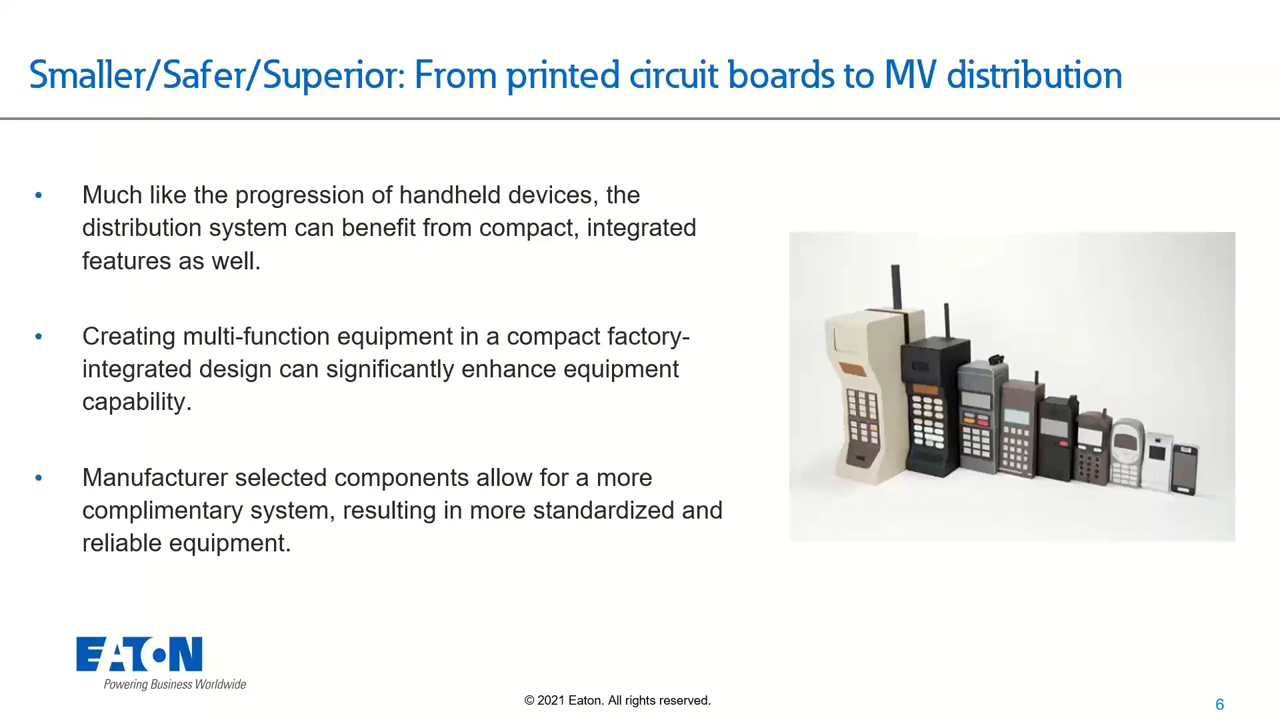 Smaller/Safer/Superior: From printed circuit boards to MV distribution
• Much like the progression of handheld devices, the
distribution system can benefit from compact, integrated
features as well.
• Creating multi-function equipment in a compact factory-
integrated design can significantly enhance equipment
capability.
• Manufacturer selected components allow for a more
complimentary system, resulting in more standardized and
reliable equipment.
EATON
Powering Business Worldwide
© 2021 Eaton. All rights reserved.
6